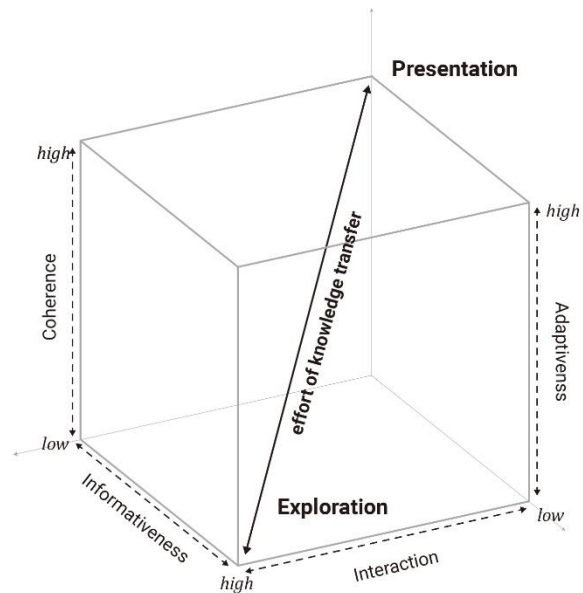 Presentation
high
high
Coherence
effort of knowledge transfer
Adaptivenss
low
Informativeness
Exploration
low
high
Interaction